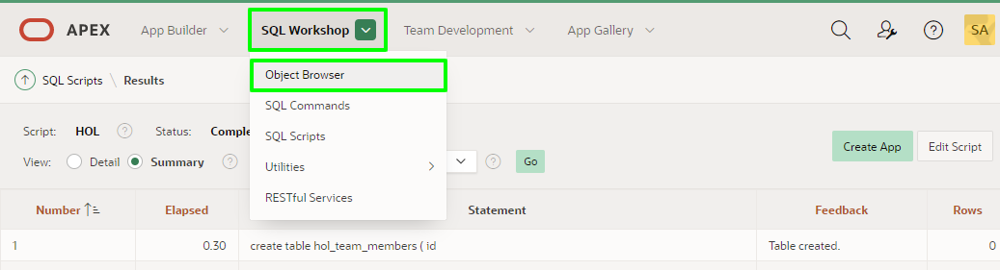 APEX App Builder SQL Workshop Team Development App Gallery SA
SQL Scripts \ Results
Object Browser
SQL Commands
SQL Scripts
Utilities
RESTful Services
Script: HOL ? Status: Comple
View: Detail Summary ? ? Go
Create App Edit Script
Number Elapsed Statement Feedback Rows
1 0.30 create table hol_team_members ( id Table created. 0